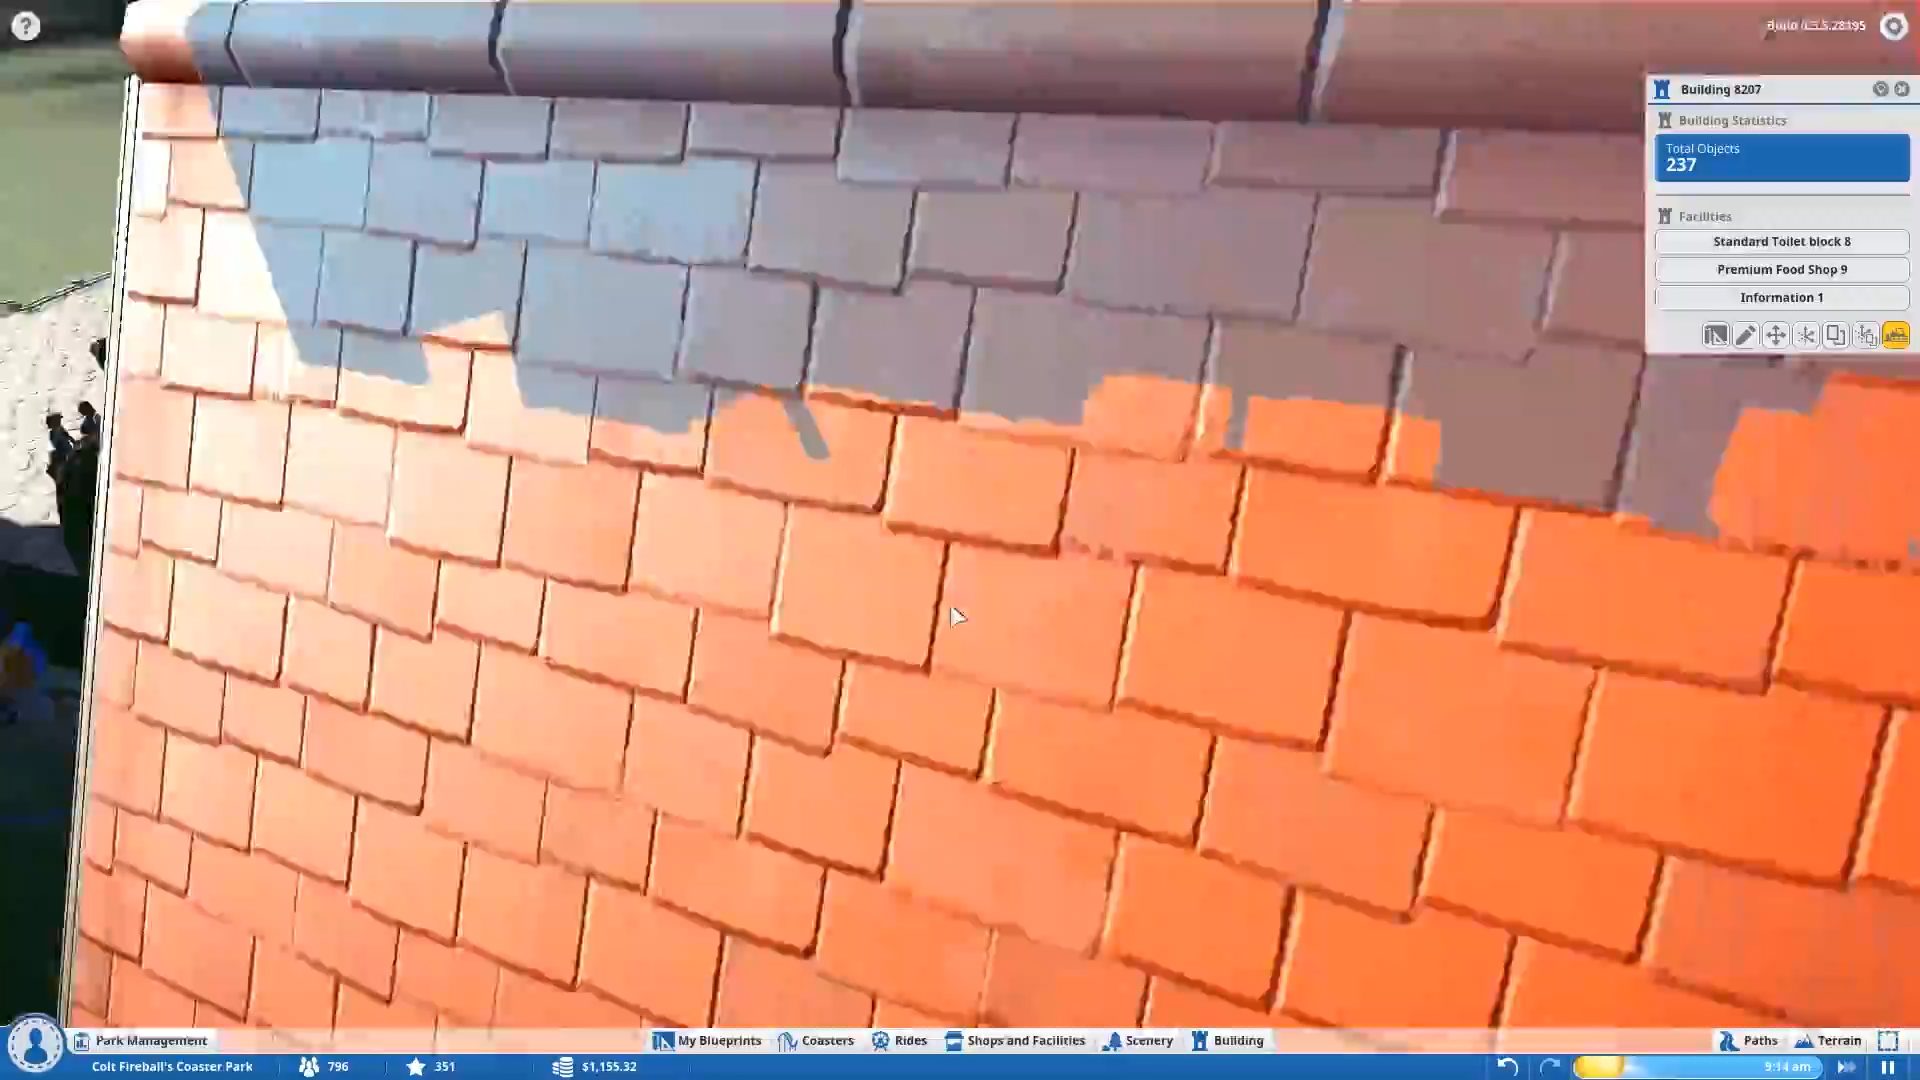 ?
Building 8207
Building Statistics
Total Objects
237
Facilities
Standard Toilet block 8
Premium Food Shop 9
Information 1
Park Management
My Blueprints
Coasters
Rides
Shops and Facilities
Scenery
Building
Paths
Terrain
Colt Fireball's Coaster Park
796
351
$1,155.32
9:14 am